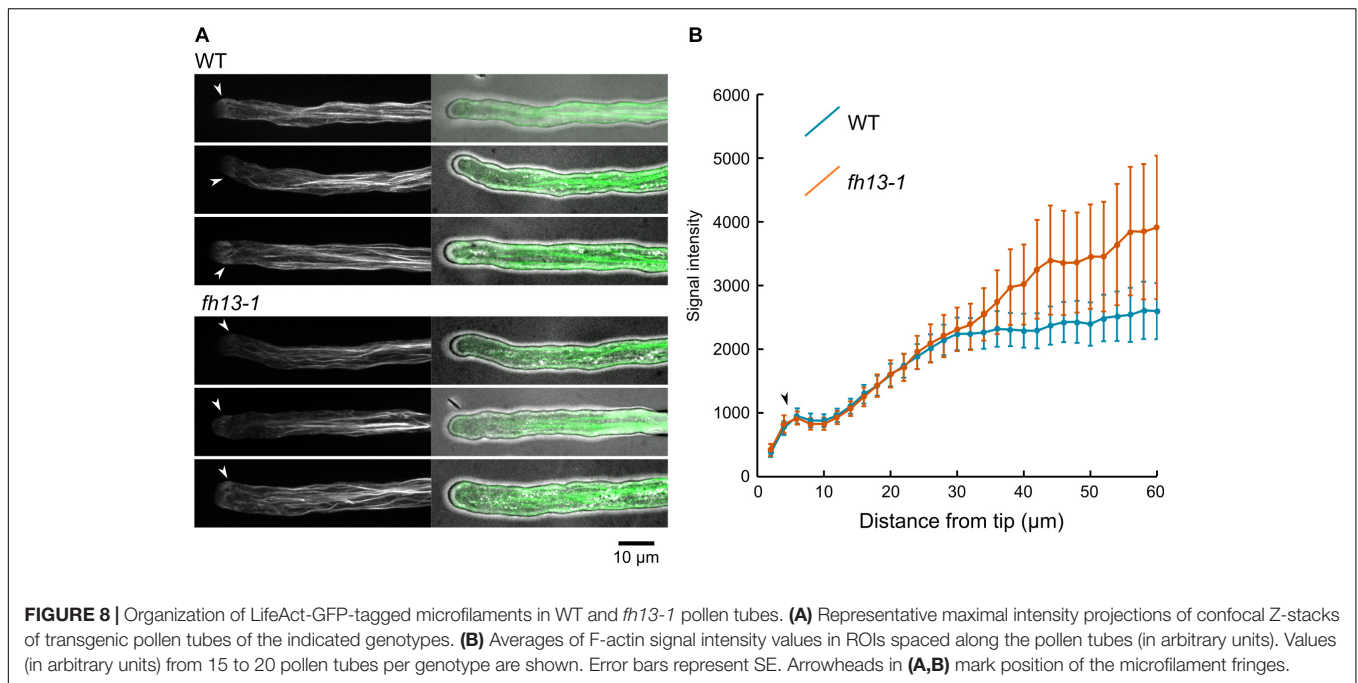 A
WT
fh13-1
10 µm
B
6000
5000
4000
3000
2000
1000
0
Signal intensity
WT
fh13-1
0
10
20
30
40
50
60
Distance from tip (µm)
FIGURE 8 | Organization of LifeAct-GFP-tagged microfilaments in WT and fh13-1 pollen tubes. (A) Representative maximal intensity projections of confocal Z-stacks
of transgenic pollen tubes of the indicated genotypes. (B) Averages of F-actin signal intensity values in ROIs spaced along the pollen tubes (in arbitrary units). Values
(in arbitrary units) from 15 to 20 pollen tubes per genotype are shown. Error bars represent SE. Arrowheads in (A,B) mark position of the microfilament fringes.